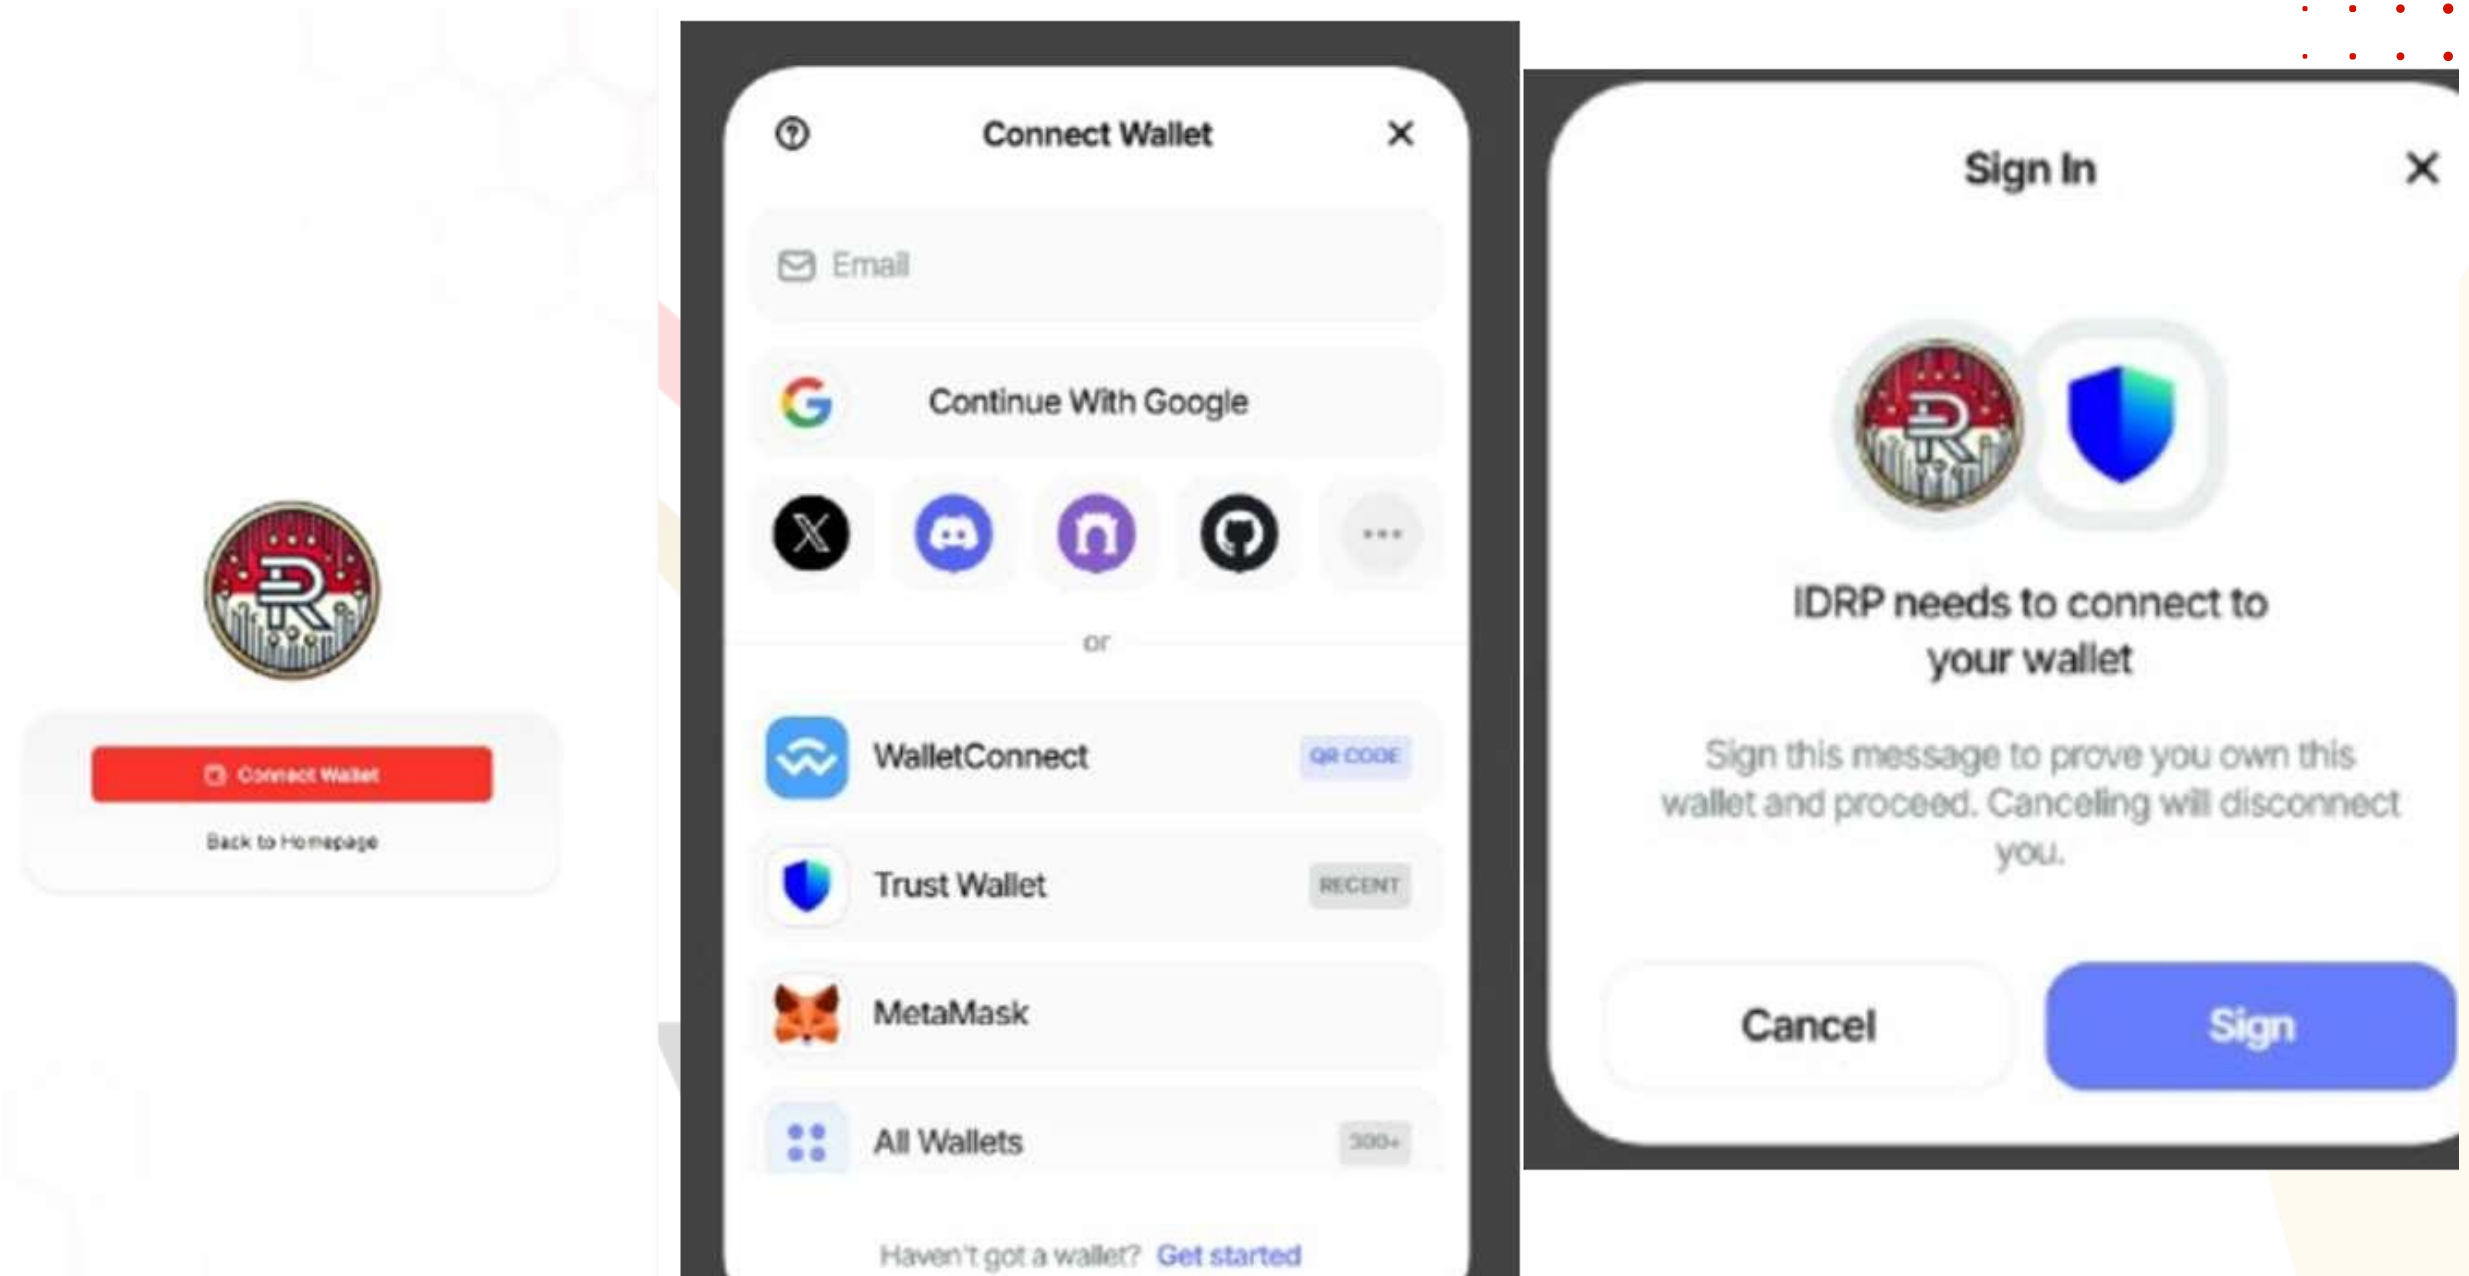 Connect Wallet
Back to Homepage
Connect Wallet
Email
Continue With Google
or
WalletConnect
QR CODE
Trust Wallet
RECENT
MetaMask
All Wallets
300+
Haven't got a wallet? Get started
Sign In
IDRP needs to connect to
your wallet
Sign this message to prove you own this
wallet and proceed. Canceling will disconnect
you.
Cancel
Sign